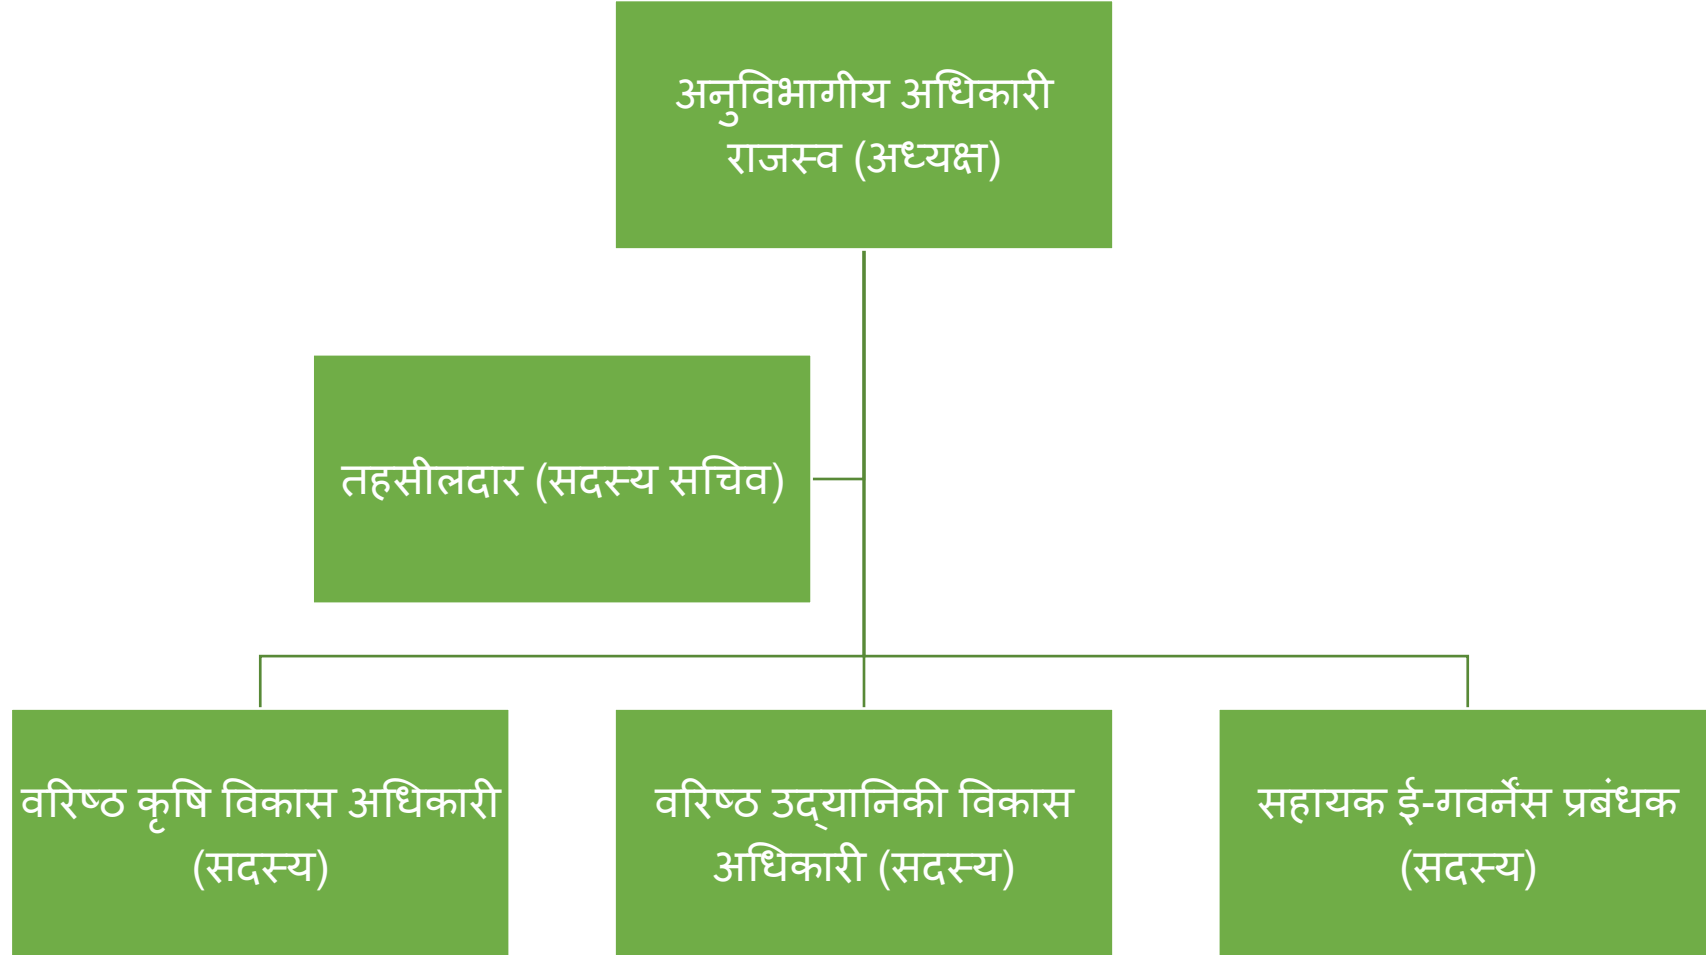 अनुविभागीय अधिकारी
राजस्व (अध्यक्ष)
तहसीलदार (सदस्य सचिव)
वरिष्ठ कृषि विकास अधिकारी
(सदस्य)
वरिष्ठ उद्यानिकी विकास
अधिकारी (सदस्य)
सहायक ई-गवर्नेंस प्रबंधक
(सदस्य)